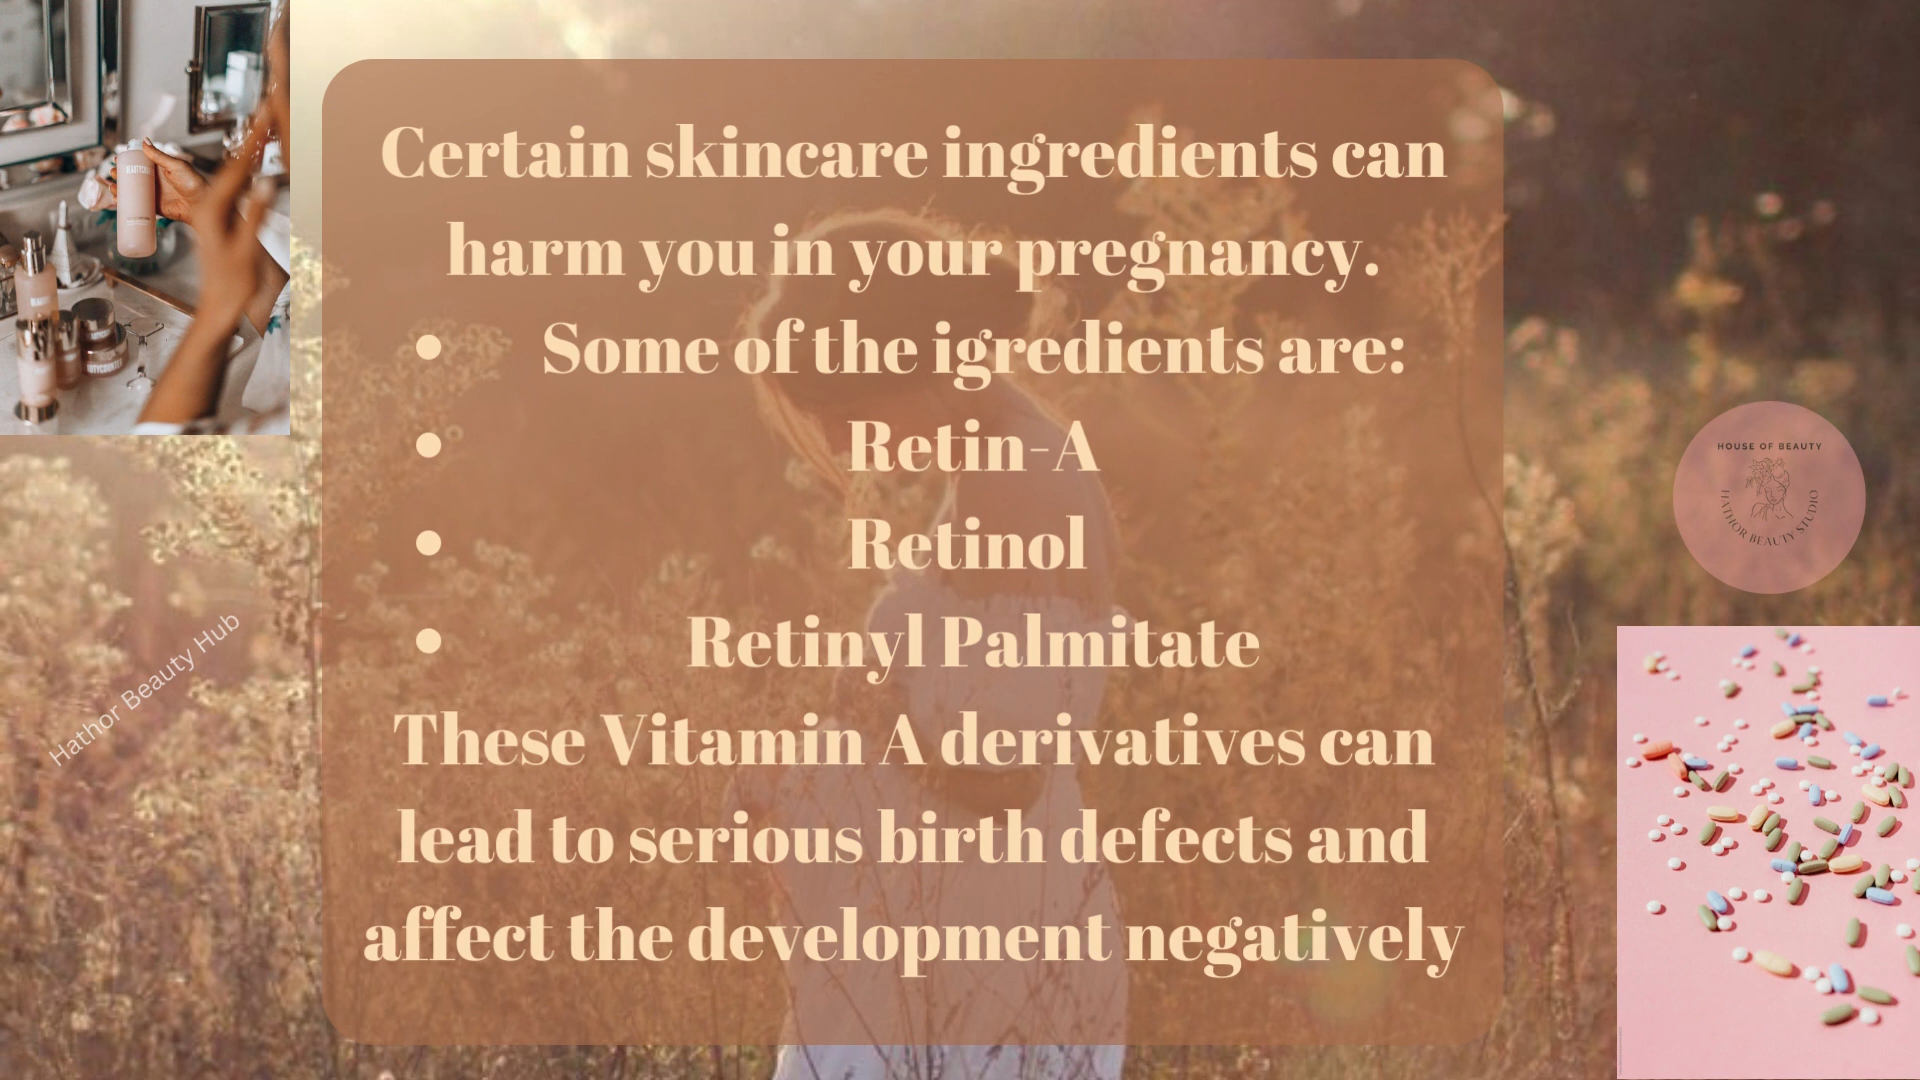 Certain skincare ingredients can
harm you in your pregnancy.
• Some of the igredients are:
• Retin-A
• Retinol
• Retinyl Palmitate
These Vitamin A derivatives can
lead to serious birth defects and
affect the development negatively
Hathor Beauty Hub
HOUSE OF BEAUTY
HATHOR BEAUTY STUDIO